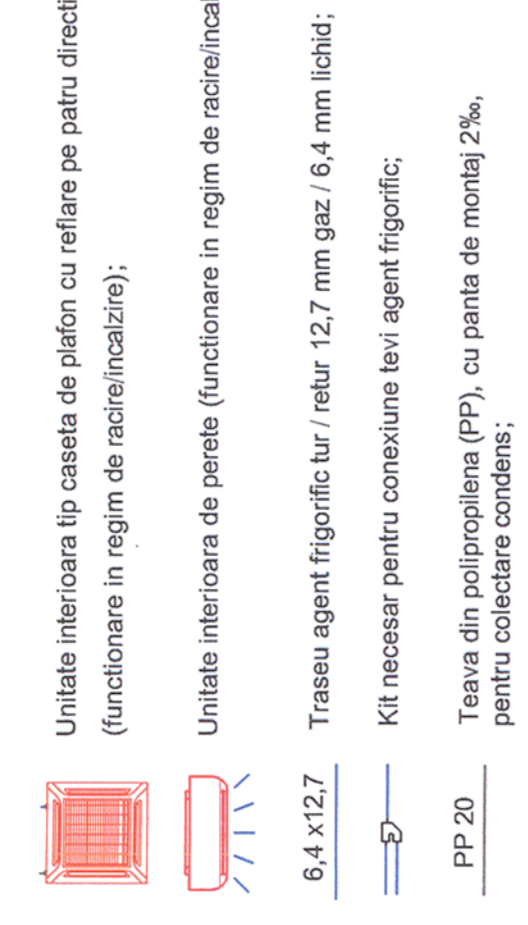 Unitate interioara tip caseta de plafon cu reflare pe patru directi
(functionare in regim de racire/incalzire);
Unitate interioara de perete (functionare in regim de racire/incal
6,4 x12,7 Traseu agent frigorific tur / retur 12,7 mm gaz / 6,4 mm lichid;
Kit necesar pentru conexiune tevi agent frigorific;
PP 20 Teava din polipropilena (PP), cu panta de montaj 2‰,
pentru colectare condens;